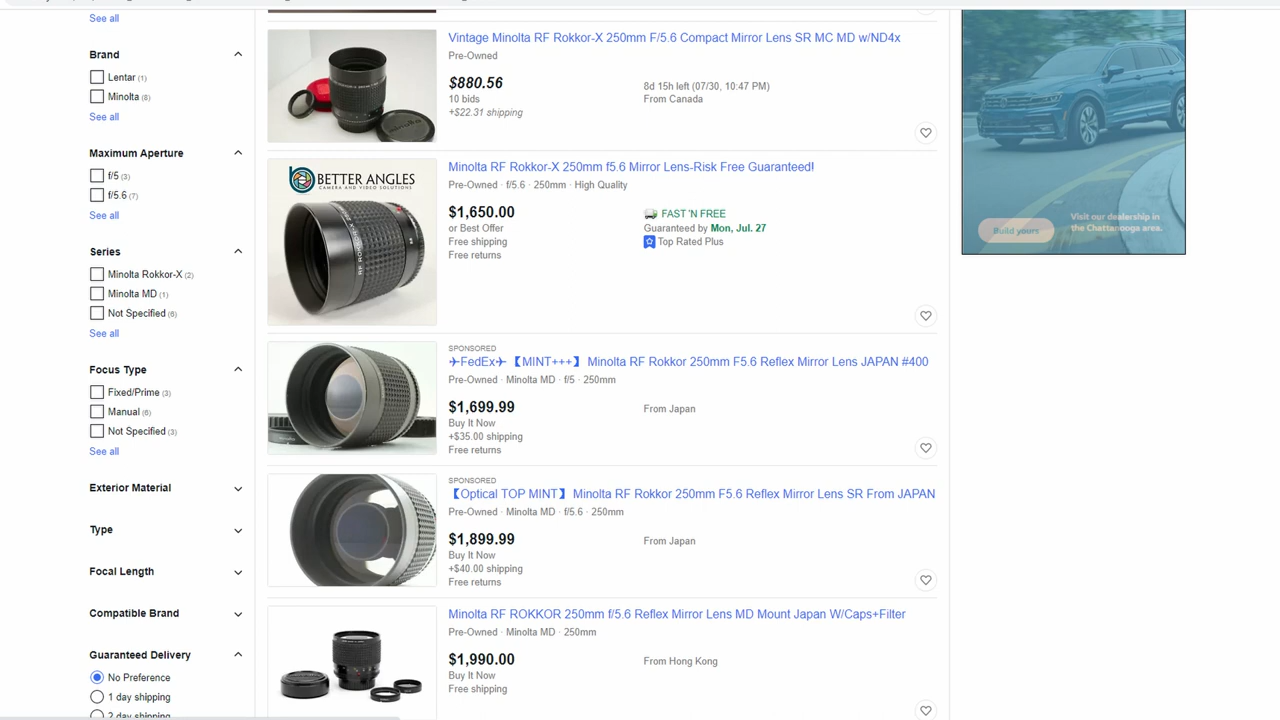 See all
Brand
Lentar (1)
Minolta (8)
See all
Maximum Aperture
f/5 (3)
f/5.6 (7)
See all
Series
Minolta Rokkor-X (2)
Minolta MD (1)
Not Specified (6)
See all
Focus Type
Fixed/Prime (3)
Manual (6)
Not Specified (3)
See all
Exterior Material
Type
Focal Length
Compatible Brand
Guaranteed Delivery
No Preference
1 day shipping
2 day shipping
Vintage Minolta RF Rokkor-X 250mm F/5.6 Compact Mirror Lens SR MC MD w/ND4x
Pre-Owned
$880.56
10 bids
+$22.31 shipping
8d 15h left (07/30, 10:47 PM)
From Canada
BETTER ANGLES
CAMERA AND VIDEO SOLUTIONS
Minolta RF Rokkor-X 250mm f5.6 Mirror Lens-Risk Free Guaranteed!
Pre-Owned · f/5.6 · 250mm · High Quality
$1,650.00
or Best Offer
Free shipping
Free returns
FAST 'N FREE
Guaranteed by Mon, Jul. 27
Top Rated Plus
SPONSORED
✈FedEx✈ 【MINT+++】 Minolta RF Rokkor 250mm F5.6 Reflex Mirror Lens JAPAN #400
Pre-Owned · Minolta MD · f/5 · 250mm
$1,699.99
Buy It Now
+$35.00 shipping
Free returns
From Japan
SPONSORED
【Optical TOP MINT】 Minolta RF Rokkor 250mm F5.6 Reflex Mirror Lens SR From JAPAN
Pre-Owned · Minolta MD · f/5.6 · 250mm
$1,899.99
Buy It Now
+$40.00 shipping
Free returns
From Japan
Minolta RF ROKKOR 250mm f/5.6 Reflex Mirror Lens MD Mount Japan W/Caps+Filter
Pre-Owned · Minolta MD · 250mm
$1,990.00
Buy It Now
Free shipping
From Hong Kong
Build yours
Visit our dealership in
the Chattanooga area.